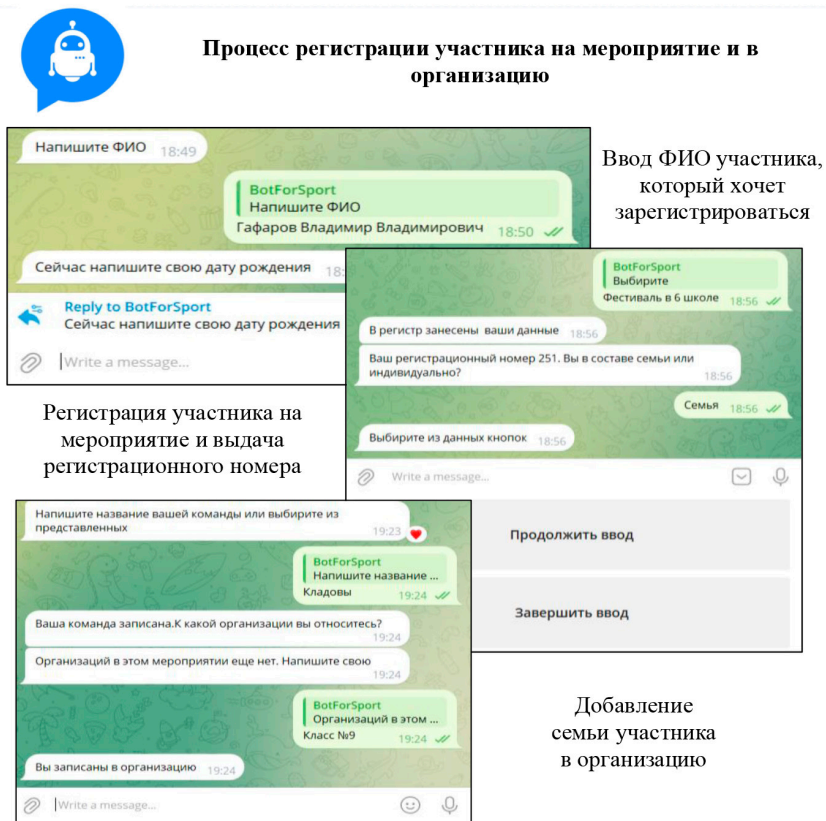 Процесс регистрации участника на мероприятие и в
организацию
Напишите ФИО 18:49
BotForSport
Напишите ФИО
Гафаров Владимир Владимирович 18:50
Сейчас напишите свою дату рождения 18:
Reply to BotForSport
Сейчас напишите свою дату рождения
Write a message...
Ввод ФИО участника,
который хочет
зарегистрироваться
BotForSport
Выбирите
Фестиваль в 6 школе 18:56
В регистр занесены ваши данные 18:56
Ваш регистрационный номер 251. Вы в составе семьи или
индивидуально?
18:56
Семья 18:56
Выбирите из данных кнопок 18:56
Write a message...
Продолжить ввод
Завершить ввод
Регистрация участника на
мероприятие и выдача
регистрационного номера
Напишите название вашей команды или выбирите из
представленных
19:23
BotForSport
Напишите название ...
Кладовы 19:24
Ваша команда записана.К какой организации вы относитесь?
19:24
Организаций в этом мероприятии еще нет. Напишите свою
19:24
BotForSport
Организаций в этом ...
Класс №9 19:24
Вы записаны в организацию 19:24
Write a message...
Добавление
семьи участника
в организацию